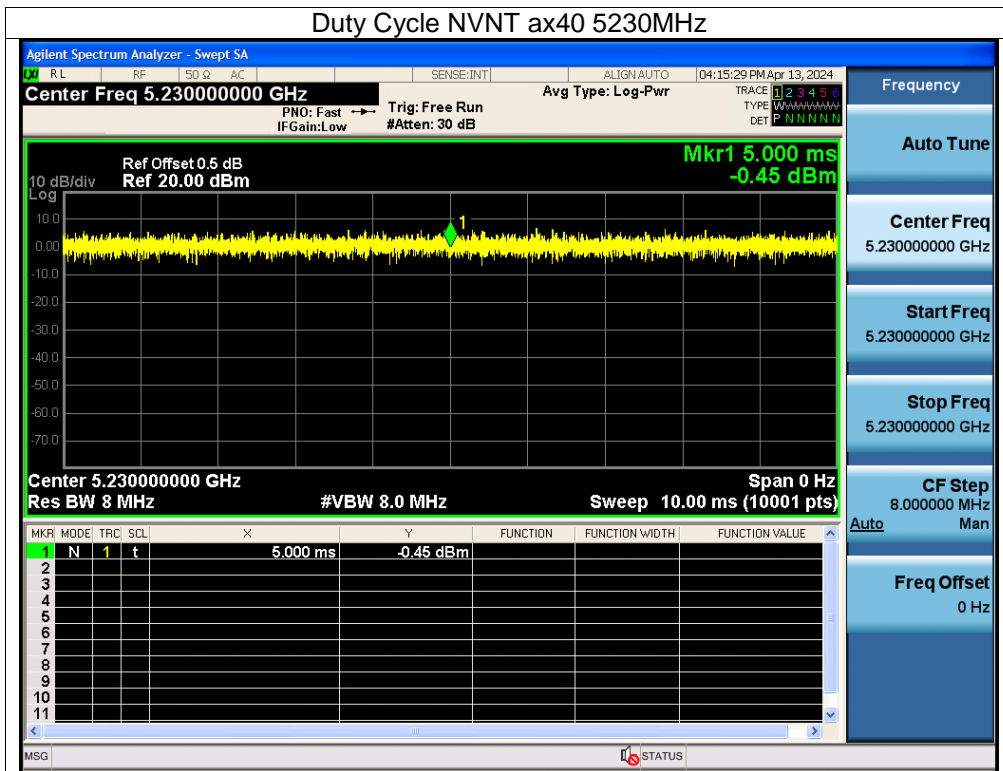 Duty Cycle NVNT ax40 5230MHz
Agilent Spectrum Analyzer - Swept SA
LXI RL RF 50 Ω AC SENSE:INT ALIGN AUTO 04:15:29 PM Apr 13, 2024
Center Freq 5.230000000 GHz
PNO: Fast
IFGain:Low
Trig: Free Run
#Atten: 30 dB
Avg Type: Log-Pwr
TRACE 1 2 3 4 5 6
TYPE WWWWWW
DET P N N N N N
Ref Offset 0.5 dB
10 dB/div Ref 20.00 dBm
Log
Mkr1 5.000 ms
-0.45 dBm
1
10.0
0.00
-10.0
-20.0
-30.0
-40.0
-50.0
-60.0
-70.0
Center 5.230000000 GHz Span 0 Hz
Res BW 8 MHz #VBW 8.0 MHz Sweep 10.00 ms (10001 pts)
MKR MODE TRC SCL X Y FUNCTION FUNCTION WIDTH FUNCTION VALUE
1 N 1 t 5.000 ms -0.45 dBm
2
3
4
5
6
7
8
9
10
11
MSG STATUS
Frequency
Auto Tune
Center Freq
5.230000000 GHz
Start Freq
5.230000000 GHz
Stop Freq
5.230000000 GHz
CF Step
8.000000 MHz
Auto Man
Freq Offset
0 Hz